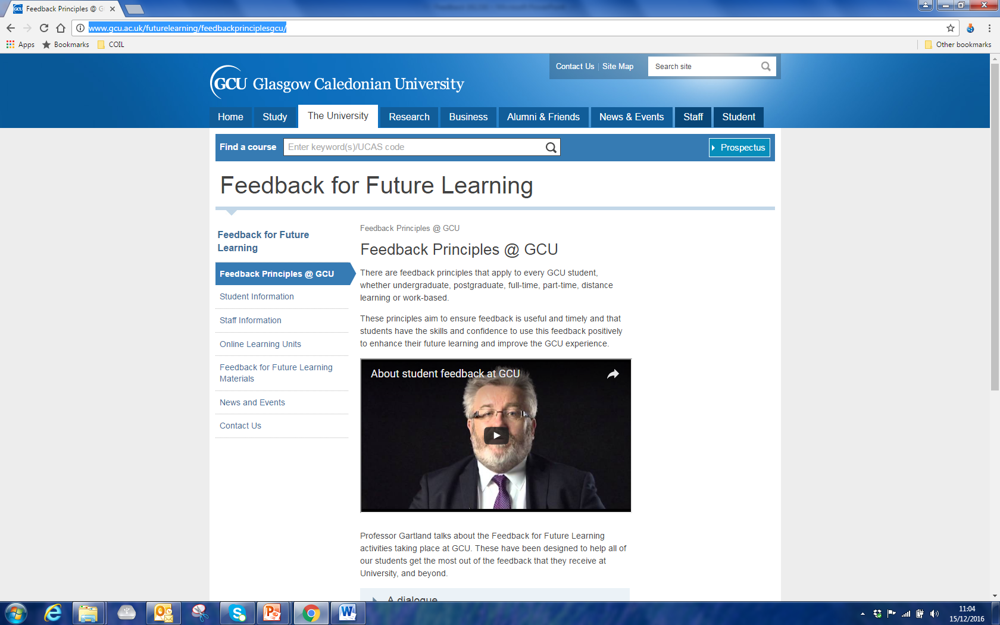 Feedback Principles @ G
www.gcu.ac.uk/futurelearning/feedbackprinciplesgcu/
Apps Bookmarks COIL Other bookmarks
Contact Us | Site Map Search site
GCU Glasgow Caledonian University
Home Study The University Research Business Alumni & Friends News & Events Staff Student
Find a course Enter keyword(s)/UCAS code Prospectus
Feedback for Future Learning
Feedback for Future
Learning
Feedback Principles @ GCU
Student Information
Staff Information
Online Learning Units
Feedback for Future Learning
Materials
News and Events
Contact Us
Feedback Principles @ GCU
Feedback Principles @ GCU
There are feedback principles that apply to every GCU student,
whether undergraduate, postgraduate, full-time, part-time, distance
learning or work-based.
These principles aim to ensure feedback is useful and timely and that
students have the skills and confidence to use this feedback positively
to enhance their future learning and improve the GCU experience.
About student feedback at GCU
Professor Gartland talks about the Feedback for Future Learning
activities taking place at GCU. These have been designed to help all of
our students get the most out of the feedback that they receive at
University, and beyond.
A dialogue
11:04
15/12/2016